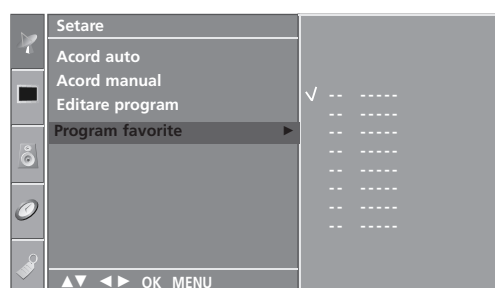 Setare
Acord auto
Acord manual
Editare program
Program favorite ►
√ -- -----
-- -----
-- -----
-- -----
-- -----
-- -----
-- -----
-- -----
▲▼ ◄► OK MENU